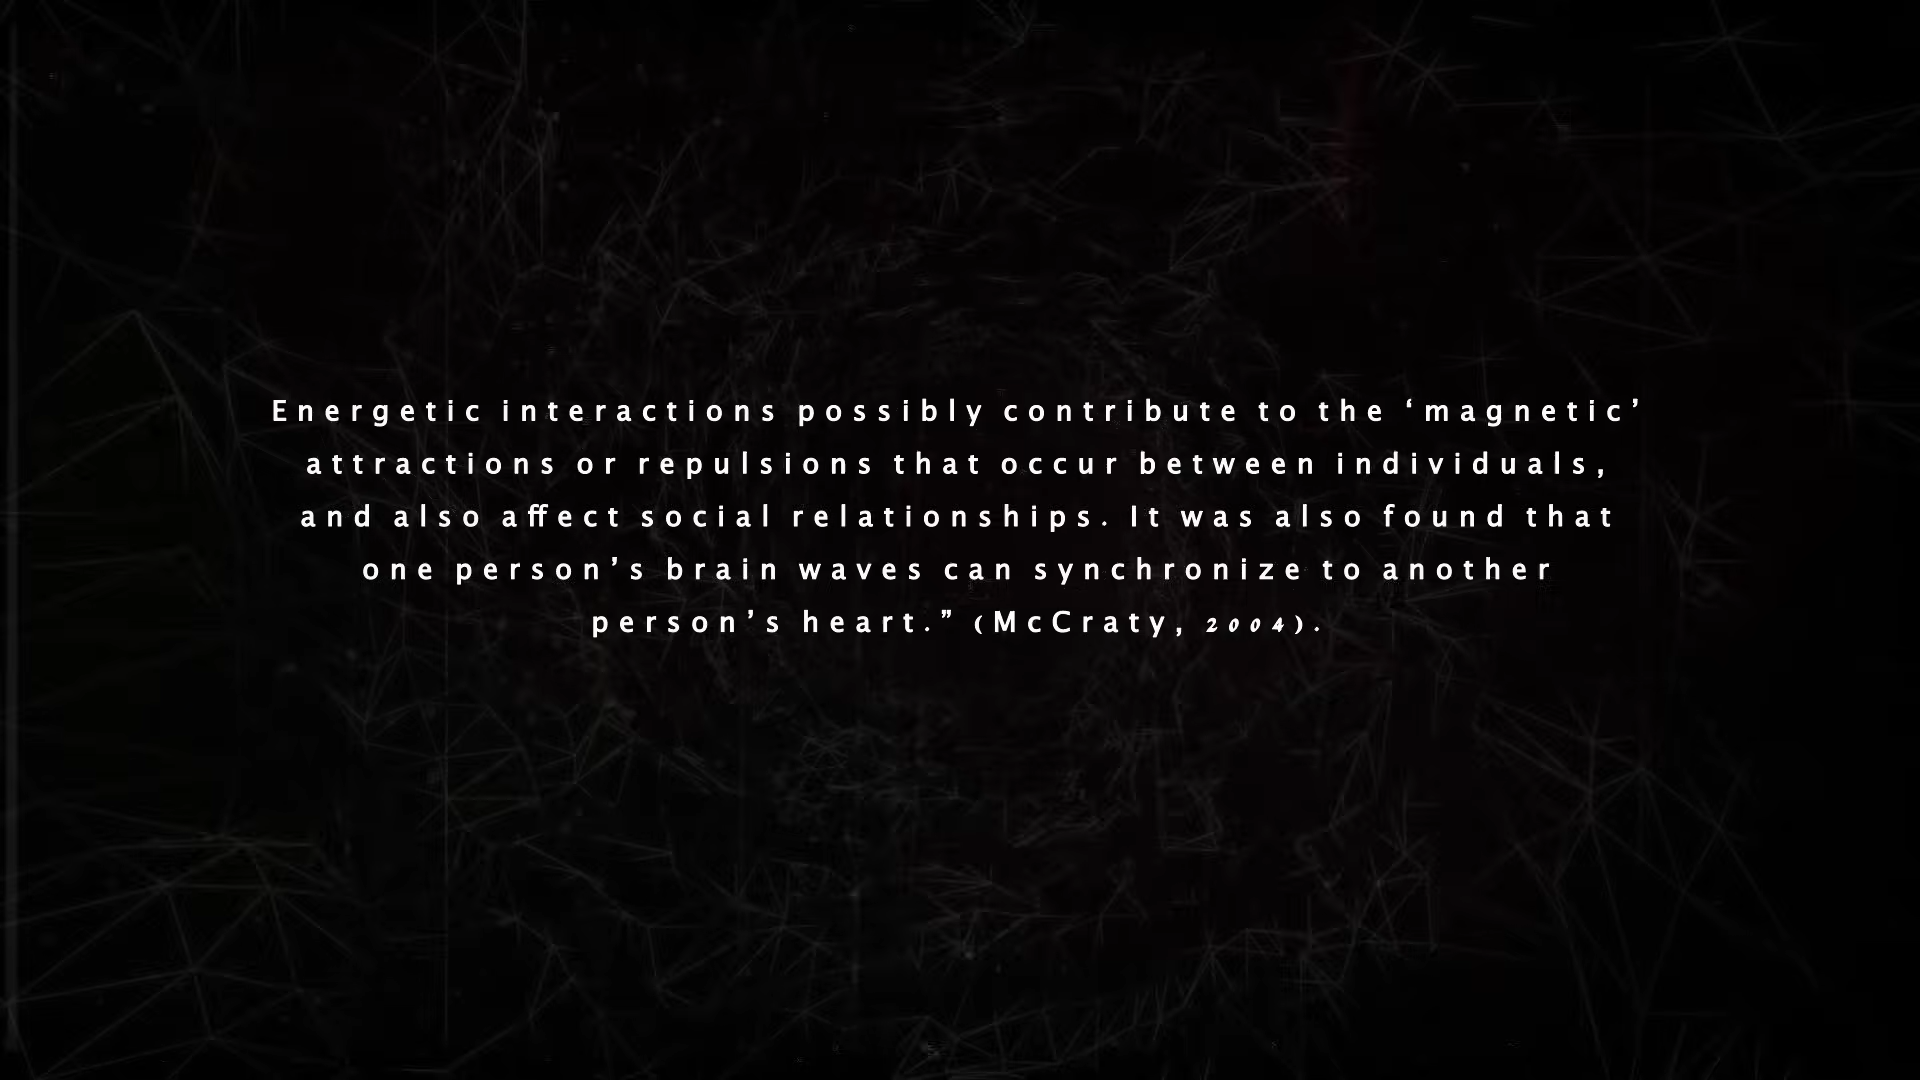 Energetic interactions possibly contribute to the ‘magnetic’
attractions or repulsions that occur between individuals,
and also affect social relationships. It was also found that
one person’s brain waves can synchronize to another
person’s heart.” (McCraty, 2004).